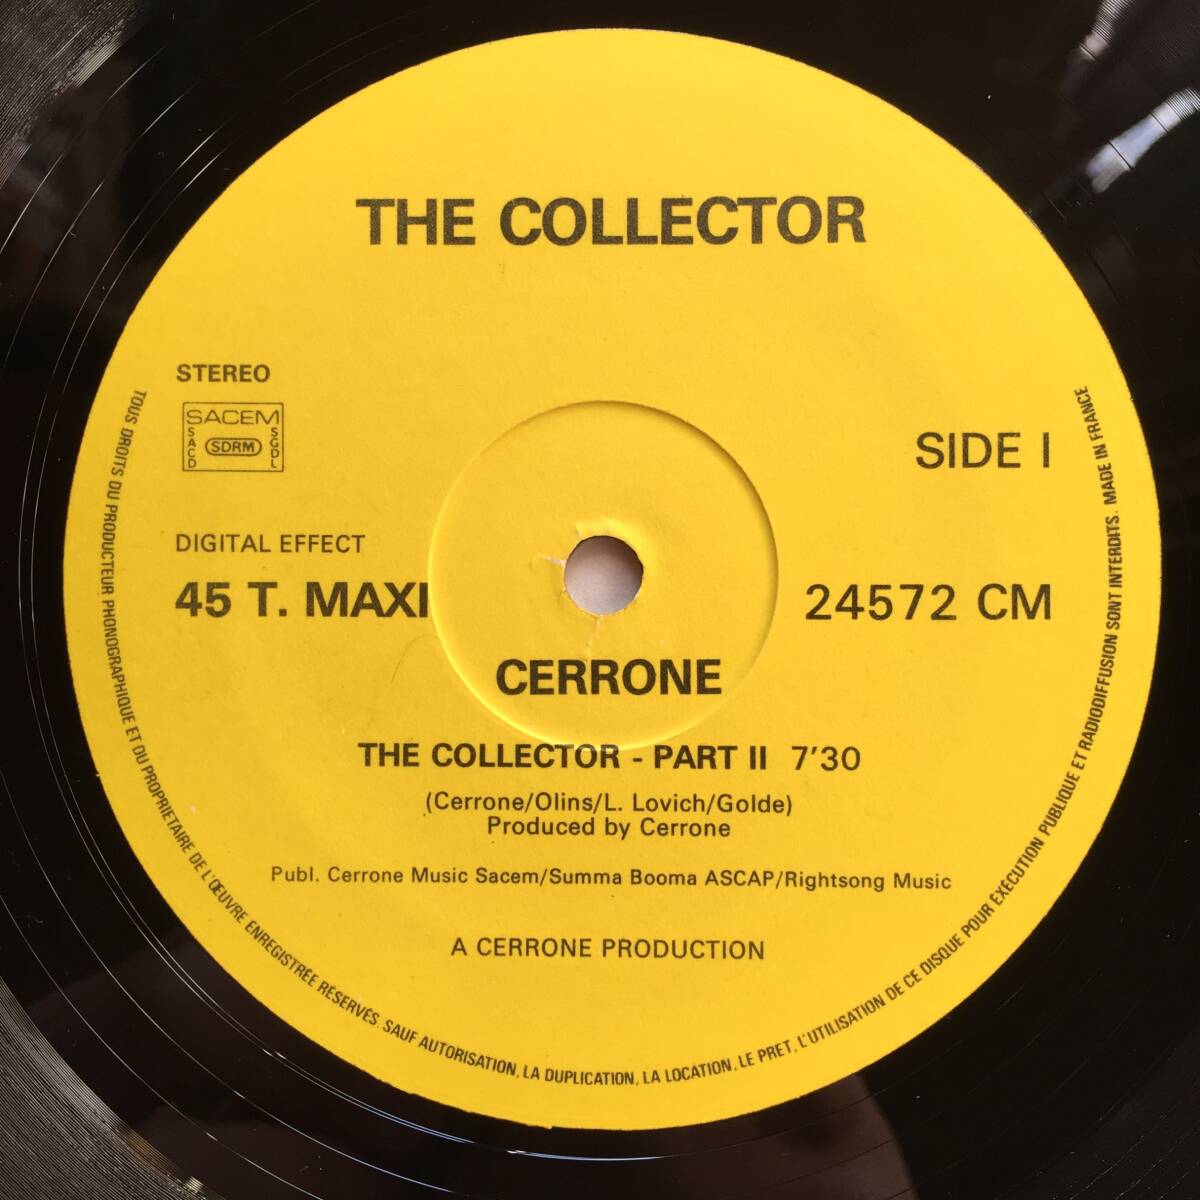 THE COLLECTOR
STEREO
SACEM
SACD
SDRM
SGDL
SIDE I
DIGITAL EFFECT
45 T. MAXI
24572 CM
CERRONE
THE COLLECTOR - PART II 7'30
(Cerrone/Olins/L. Lovich/Golde)
Produced by Cerrone
Publ. Cerrone Music Sacem/Summa Booma ASCAP/Rightsong Music
A CERRONE PRODUCTION
TOUS DROITS DU PRODUCTEUR PHONOGRAPHIQUE ET DU PROPRIETAIRE DE L'ŒUVRE ENREGISTRÉE RÉSERVÉS. SAUF AUTORISATION, LA DUPLICATION, LA LOCATION, LE PRET, L'UTILISATION DE CE DISQUE POUR EXÉCUTION PUBLIQUE ET RADIODIFFUSION SONT INTERDITS. MADE IN FRANCE